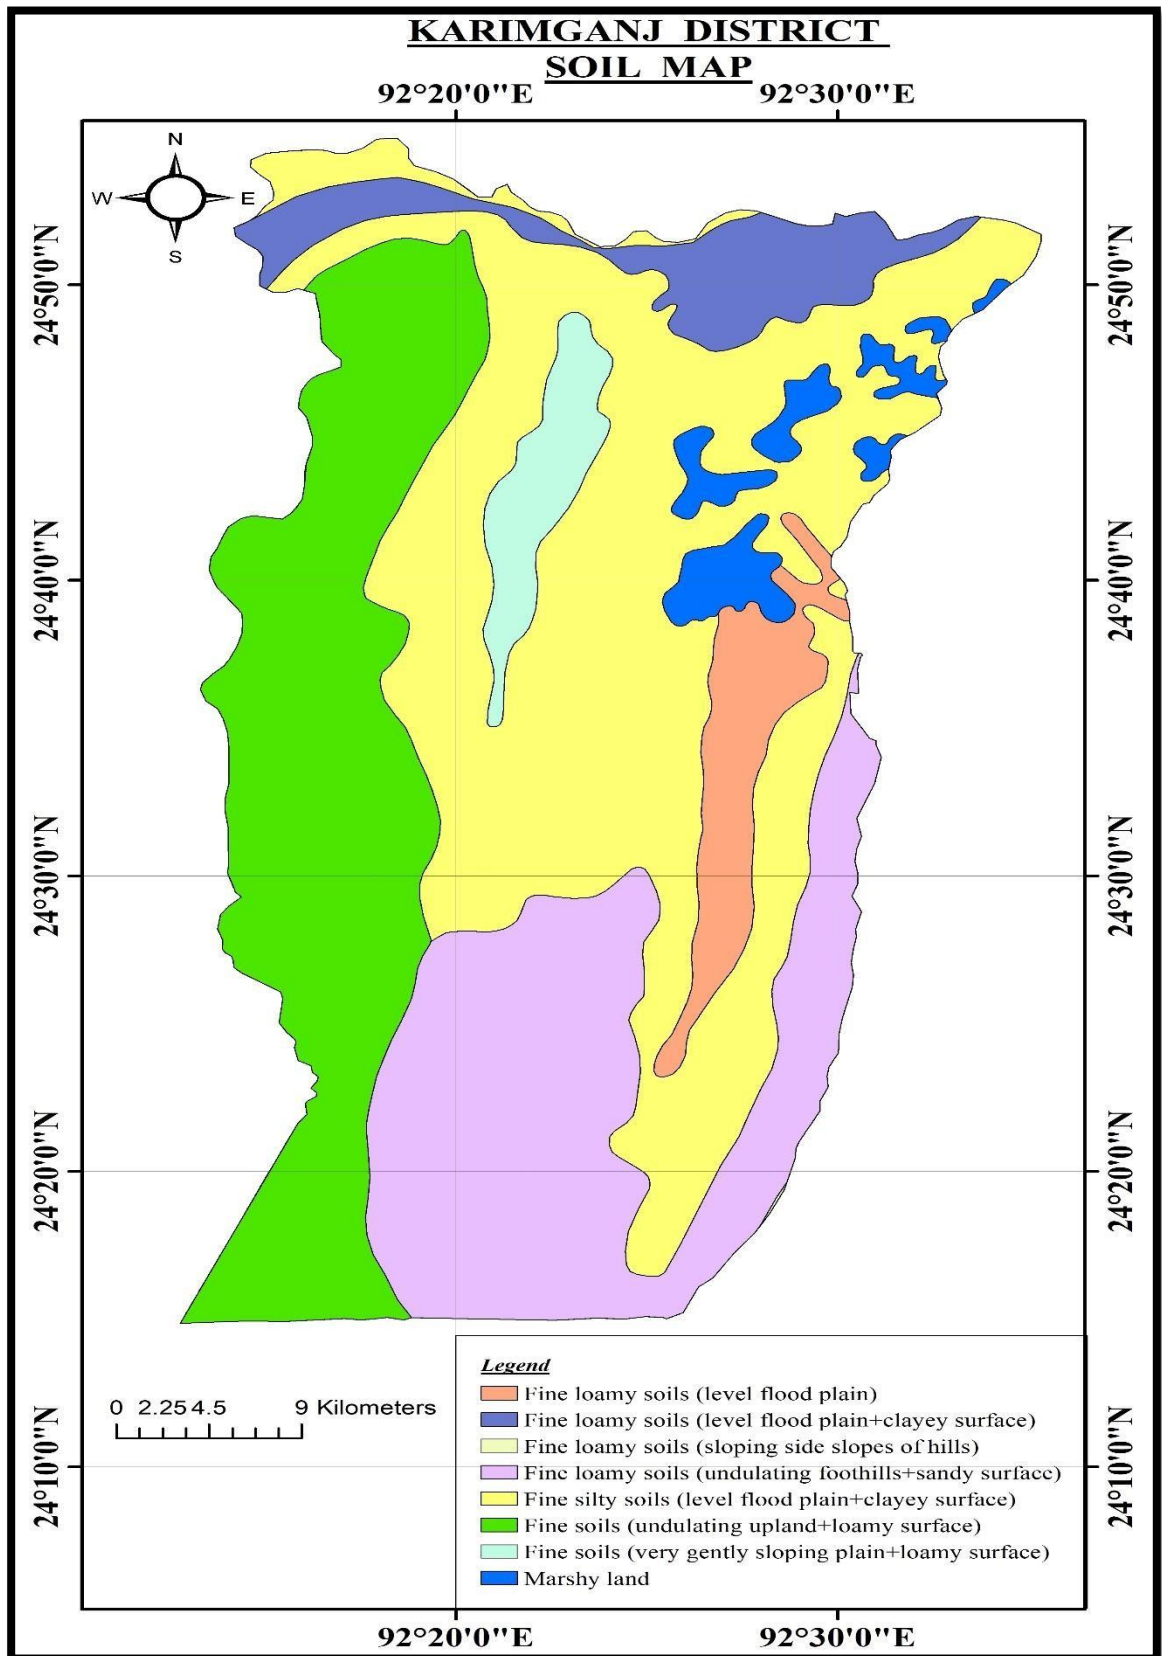 KARIMGANJ DISTRICT
SOIL MAP
92°20'0"E 92°30'0"E
N
W E
S
24°50'0"N 24°50'0"N
24°40'0"N 24°40'0"N
24°30'0"N 24°30'0"N
24°20'0"N 24°20'0"N
Legend
Fine loamy soils (level flood plain)
0 2.25 4.5 9 Kilometers
Fine loamy soils (level flood plain+clayey surface)
Fine loamy soils (sloping side slopes of hills)
24°10'0"N 24°10'0"N
Fine loamy soils (undulating foothills+sandy surface)
Fine silty soils (level flood plain+clayey surface)
Fine soils (undulating upland+loamy surface)
Fine soils (very gently sloping plain+loamy surface)
Marshy land
92°20'0"E 92°30'0"E